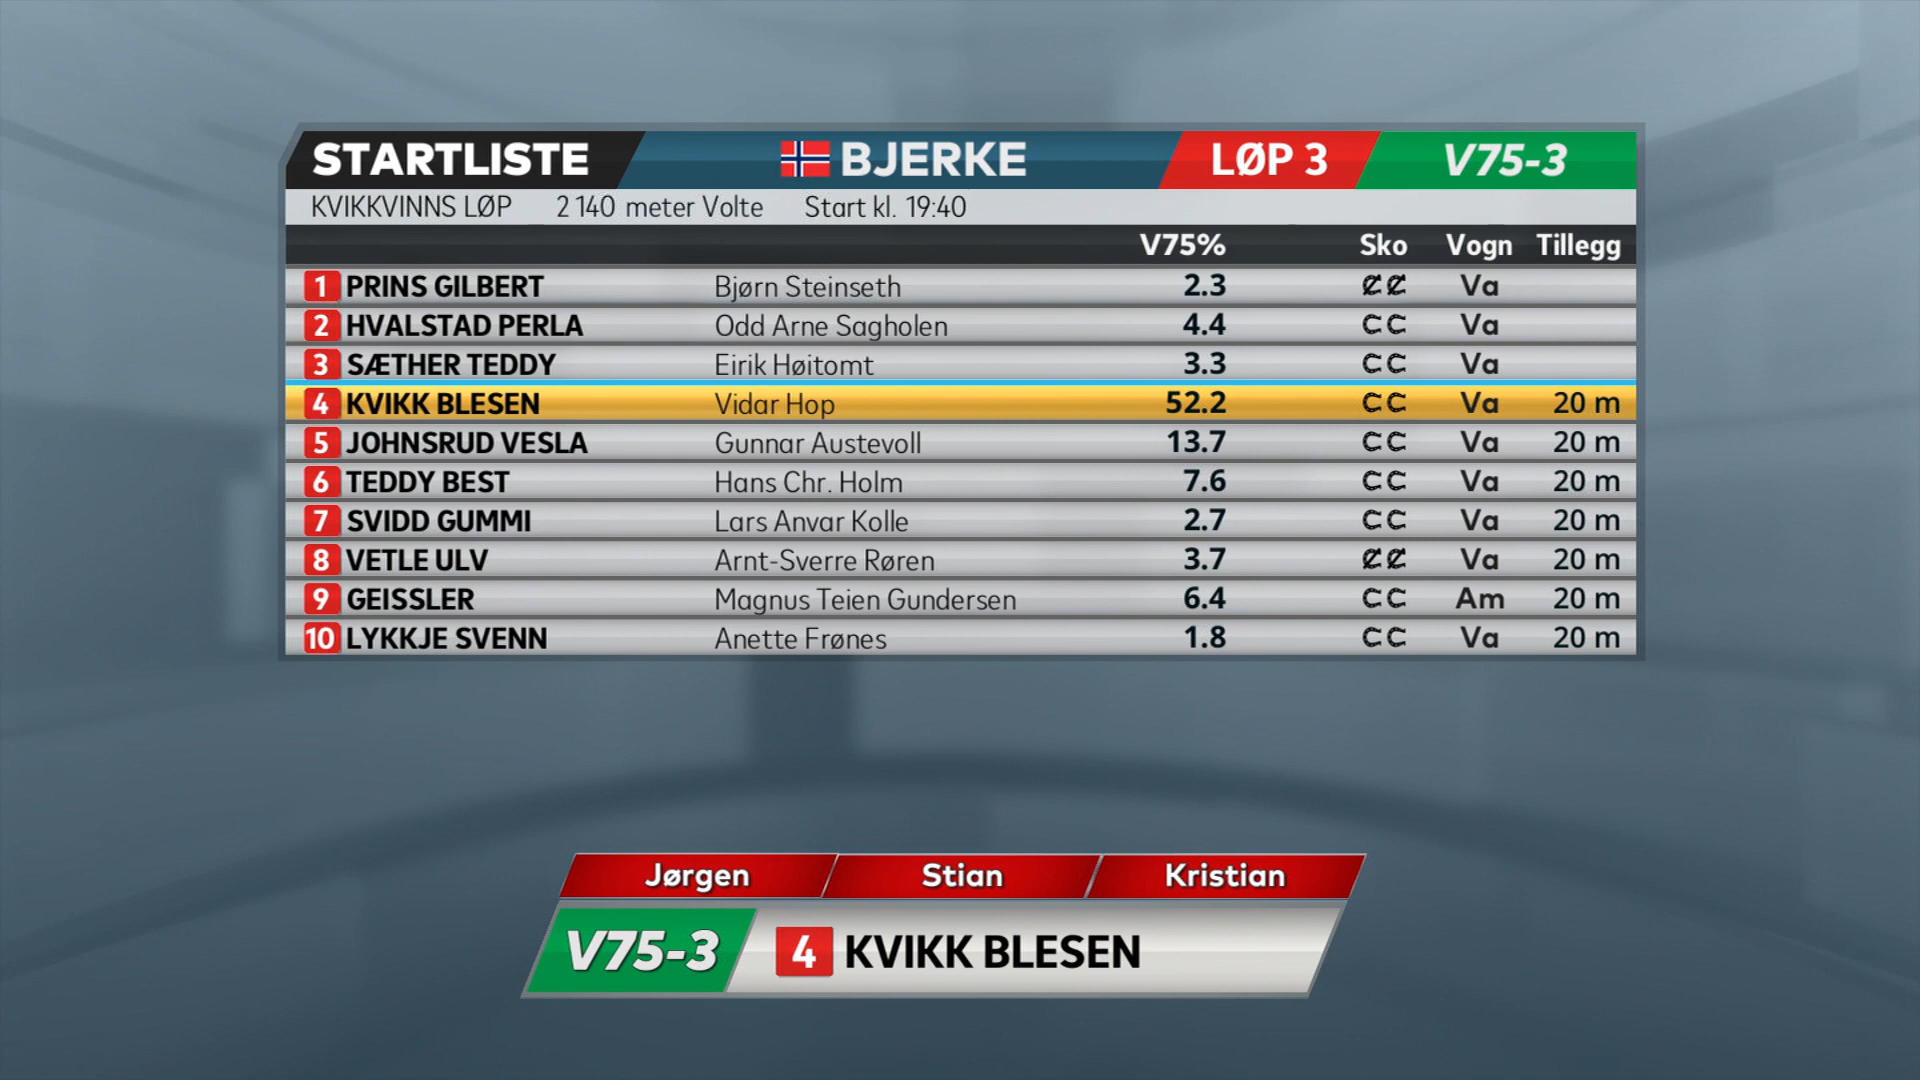 STARTLISTE BJERKE LØP 3 V75-3
KVIKKVINNS LØP 2 140 meter Volte Start kl. 19:40
V75% Sko Vogn Tillegg
1 PRINS GILBERT Bjørn Steinseth 2.3 Va
2 HVALSTAD PERLA Odd Arne Sagholen 4.4 Va
3 SÆTHER TEDDY Eirik Høitomt 3.3 Va
4 KVIKK BLESEN Vidar Hop 52.2 Va 20 m
5 JOHNSRUD VESLA Gunnar Austevoll 13.7 Va 20 m
6 TEDDY BEST Hans Chr. Holm 7.6 Va 20 m
7 SVIDD GUMMI Lars Anvar Kolle 2.7 Va 20 m
8 VETLE ULV Arnt-Sverre Røren 3.7 Va 20 m
9 GEISSLER Magnus Teien Gundersen 6.4 Am 20 m
10 LYKKJE SVENN Anette Frønes 1.8 Va 20 m
Jørgen Stian Kristian
V75-3 4 KVIKK BLESEN